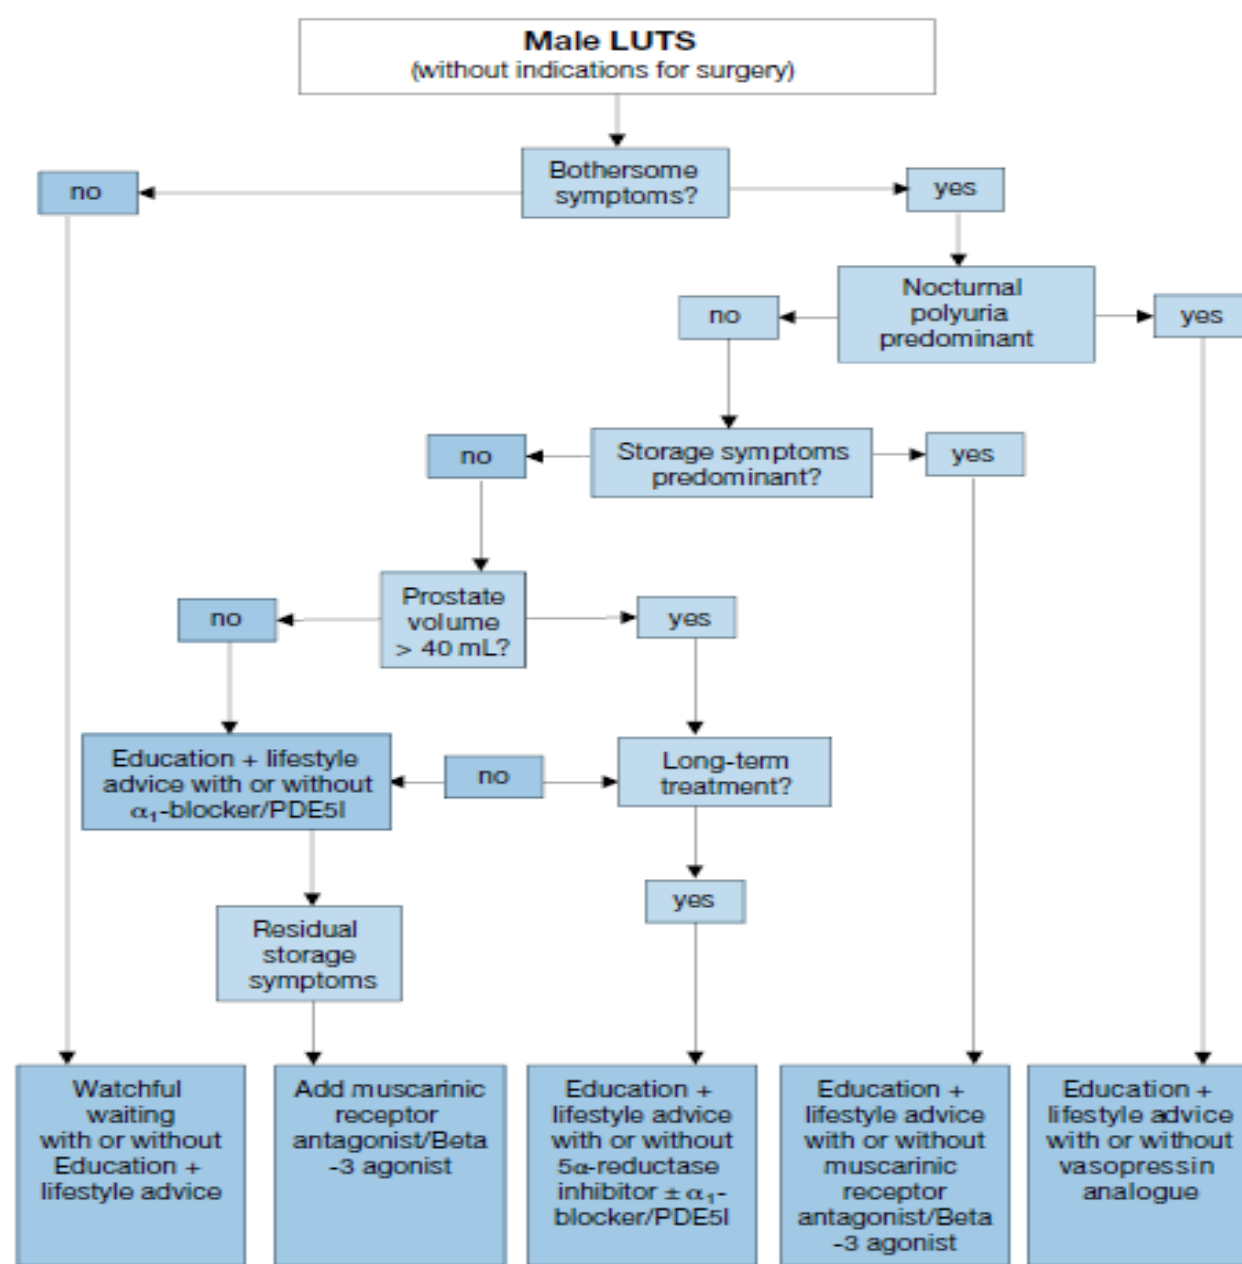 Male LUTS
(without indications for surgery)
Bothersome
symptoms?
no
yes
Nocturnal
polyuria
predominant
no
yes
Storage symptoms
predominant?
no
yes
Prostate
volume
> 40 mL?
no
yes
Education + lifestyle
advice with or without
α₁-blocker/PDE5I
no
Long-term
treatment?
yes
Residual
storage
symptoms
Watchful
waiting
with or without
Education +
lifestyle advice
Add muscarinic
receptor
antagonist/Beta
-3 agonist
Education +
lifestyle advice
with or without
5α-reductase
inhibitor ± α₁-
blocker/PDE5I
Education +
lifestyle advice
with or without
muscarinic
receptor
antagonist/Beta
-3 agonist
Education +
lifestyle advice
with or without
vasopressin
analogue